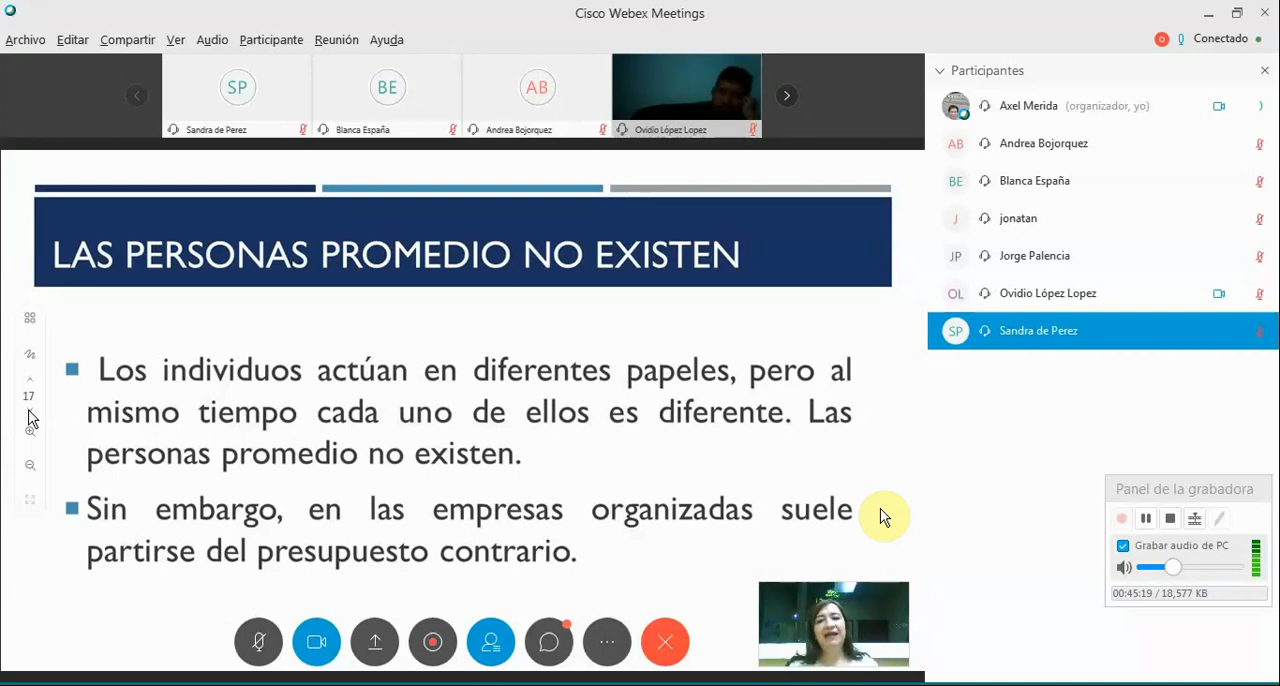 Cisco Webex Meetings
Archivo Editar Compartir Ver Audio Participante Reunión Ayuda
Conectado
SP
BE
AB
Sandra de Perez
Blanca España
Andrea Bojorquez
Ovidio López Lopez
Participantes
Axel Merida (organizador, yo)
AB Andrea Bojorquez
BE Blanca España
J jonatan
JP Jorge Palencia
OL Ovidio López Lopez
SP Sandra de Perez
LAS PERSONAS PROMEDIO NO EXISTEN
17
Los individuos actúan en diferentes papeles, pero al
mismo tiempo cada uno de ellos es diferente. Las
personas promedio no existen.
Sin embargo, en las empresas organizadas suele
partirse del presupuesto contrario.
Panel de la grabadora
Grabar audio de PC
00:45:19 / 18,577 KB